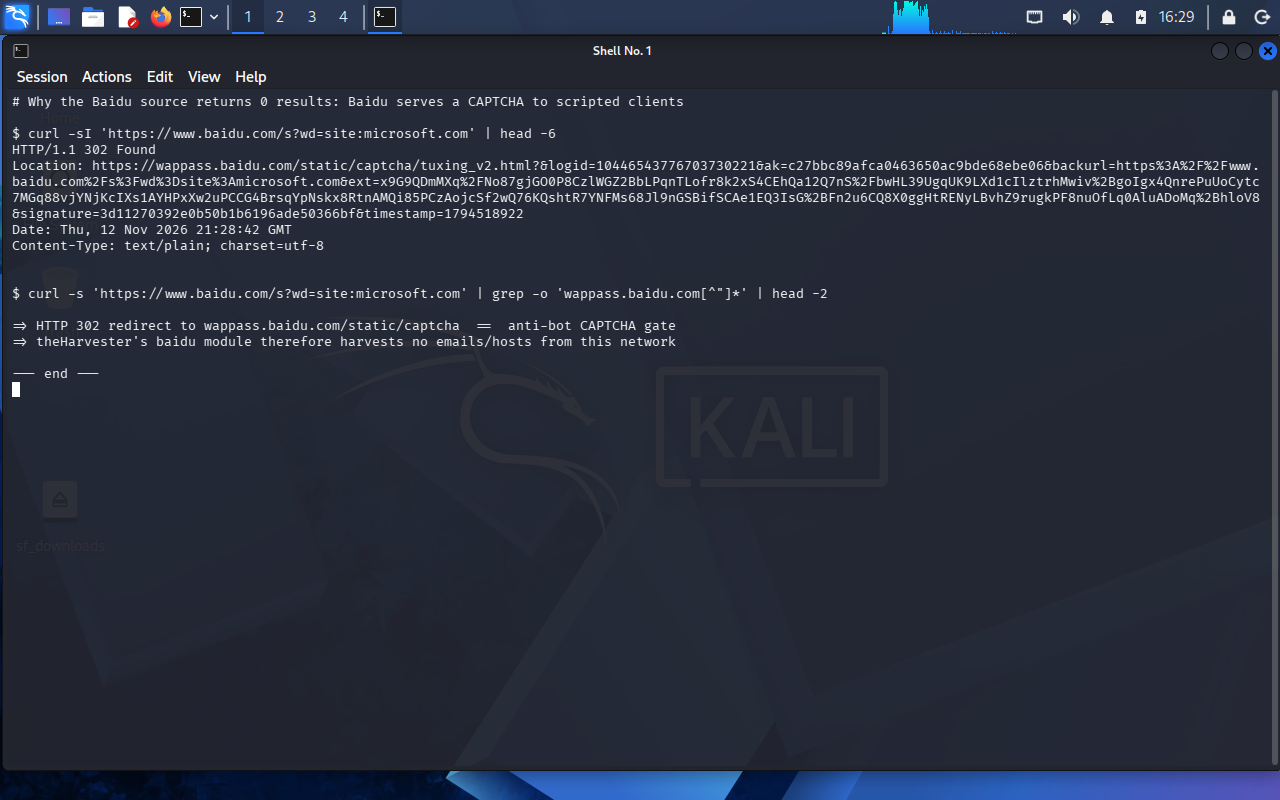 1 2 3 4 16:29
Shell No. 1
Session Actions Edit View Help
# Why the Baidu source returns 0 results: Baidu serves a CAPTCHA to scripted clients
$ curl -sI 'https://www.baidu.com/s?wd=site:microsoft.com' | head -6
HTTP/1.1 302 Found
Location: https://wappass.baidu.com/static/captcha/tuxing_v2.html?&logid=10446543776703730221&ak=c27bbc89afca0463650ac9bde68ebe06&backurl=https%3A%2F%2Fwww.
baidu.com%2Fs%3Fwd%3Dsite%3Amicrosoft.com&ext=x9G9QDmMXq%2FNo87gjGO0P8CzlWGZ2BbLPqnTLofr8k2xS4CEhQa12Q7nS%2FbwHL39UgqUK9LXd1cIlztrhMwiv%2BgoIgx4QnrePuUoCytc
7MGq88vjYNjKcIXs1AYHPxXw2uPCCG4BrsqYpNskx8RtnAMQi85PCzAojcSf2wQ76KQshtR7YNFMs68Jl9nGSBifSCAe1EQ3IsG%2BFn2u6CQ8X0ggHtRENyLBvhZ9rugkPF8nuOfLq0AluADoMq%2BhloV8
&signature=3d11270392e0b50b1b6196ade50366bf&timestamp=1794518922
Date: Thu, 12 Nov 2026 21:28:42 GMT
Content-Type: text/plain; charset=utf-8
$ curl -s 'https://www.baidu.com/s?wd=site:microsoft.com' | grep -o 'wappass.baidu.com[^"]*' | head -2
=> HTTP 302 redirect to wappass.baidu.com/static/captcha == anti-bot CAPTCHA gate
=> theHarvester's baidu module therefore harvests no emails/hosts from this network
--- end ---
KALI
sf_downloads